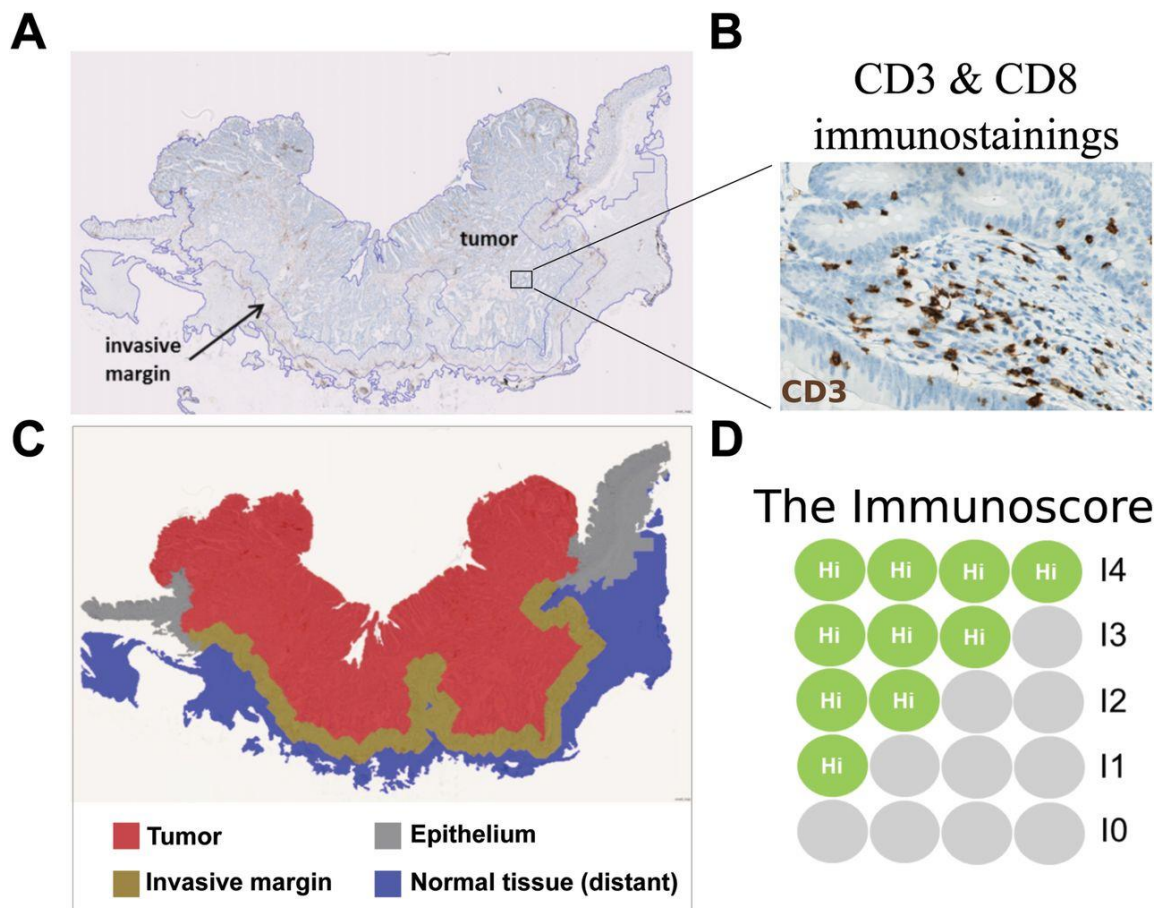 A
tumor
invasive
margin
B
CD3 & CD8
immunostainings
CD3
C
Tumor
Epithelium
Invasive margin
Normal tissue (distant)
D
The Immunoscore
Hi Hi Hi Hi I4
Hi Hi Hi I3
Hi Hi I2
Hi I1
I0